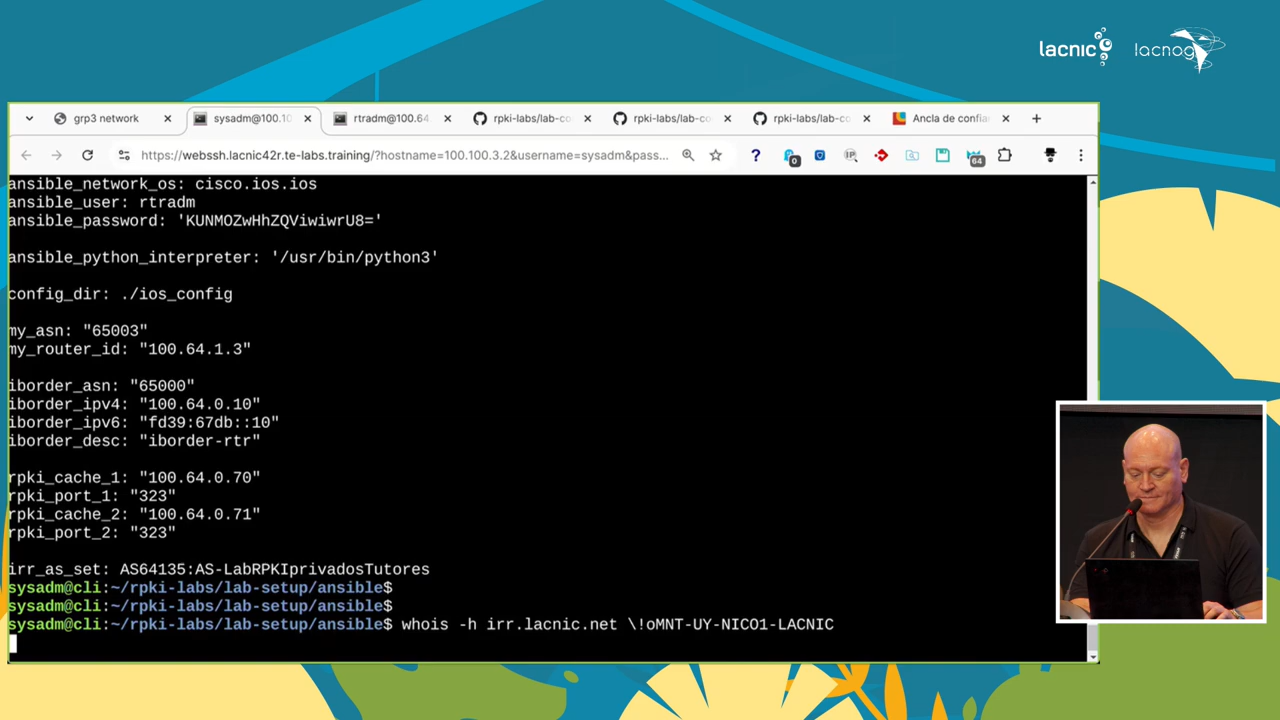 lacnic
lacnog
grp3 network
sysadm@100.10
rtradm@100.64
rpki-labs/lab-co
rpki-labs/lab-co
rpki-labs/lab-co
Ancla de confia
https://webssh.lacnic42r.te-labs.training/?hostname=100.100.3.2&username=sysadm&pass...
0
IP
64
ansible_network_os: cisco.ios.ios
ansible_user: rtradm
ansible_password: 'KUNMOZwHhZQViwiwrU8='
ansible_python_interpreter: '/usr/bin/python3'
config_dir: ./ios_config
my_asn: "65003"
my_router_id: "100.64.1.3"
iborder_asn: "65000"
iborder_ipv4: "100.64.0.10"
iborder_ipv6: "fd39:67db::10"
iborder_desc: "iborder-rtr"
rpki_cache_1: "100.64.0.70"
rpki_port_1: "323"
rpki_cache_2: "100.64.0.71"
rpki_port_2: "323"
irr_as_set: AS64135:AS-LabRPKIprivadosTutores
sysadm@cli:~/rpki-labs/lab-setup/ansible$
sysadm@cli:~/rpki-labs/lab-setup/ansible$
sysadm@cli:~/rpki-labs/lab-setup/ansible$ whois -h irr.lacnic.net \!oMNT-UY-NICO1-LACNIC